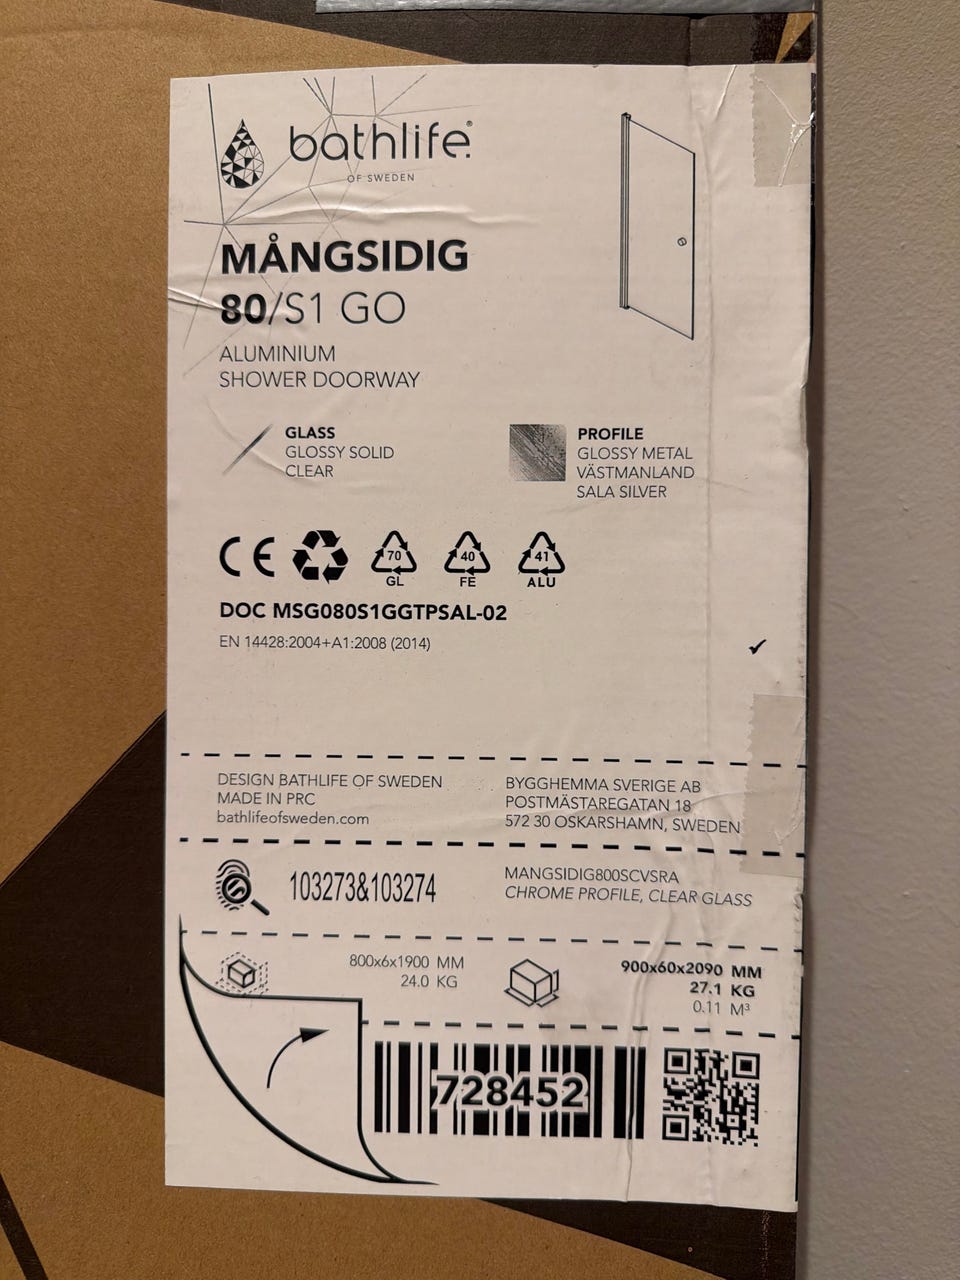 bathlife®
OF SWEDEN
MÅNGSIDIG
80/S1 GO
ALUMINIUM
SHOWER DOORWAY
GLASS
GLOSSY SOLID
CLEAR
PROFILE
GLOSSY METAL
VÄSTMANLAND
SALA SILVER
CE
70
GL
40
FE
41
ALU
DOC MSG080S1GGTPSAL-02
EN 14428:2004+A1:2008 (2014)
DESIGN BATHLIFE OF SWEDEN
MADE IN PRC
bathlifeofsweden.com
BYGGHEMMA SVERIGE AB
POSTMÄSTAREGATAN 18
572 30 OSKARSHAMN, SWEDEN
103273&103274
MANGSIDIG800SCVSRA
CHROME PROFILE, CLEAR GLASS
800x6x1900 MM
24.0 KG
900x60x2090 MM
27.1 KG
0.11 M³
728452